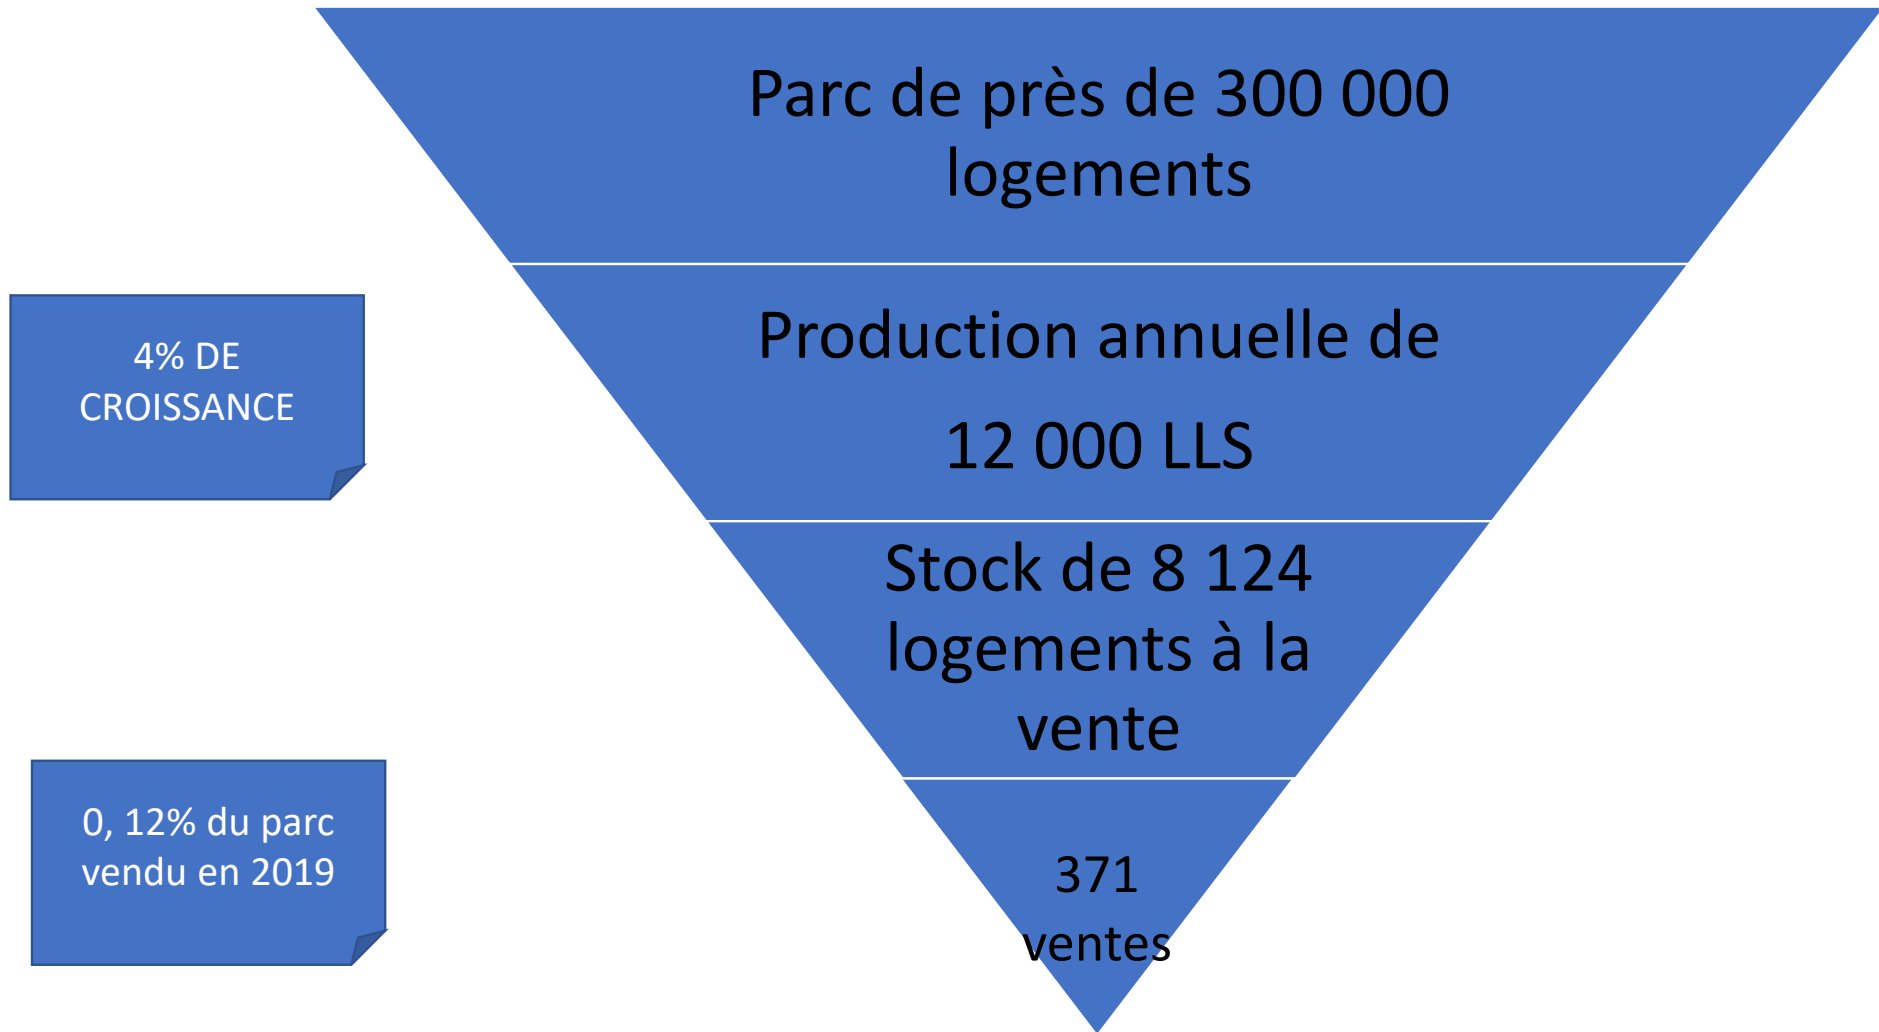 Parc de près de 300 000
logements
4% DE
CROISSANCE
Production annuelle de
12 000 LLS
Stock de 8 124
logements à la
vente
0, 12% du parc
vendu en 2019
371
ventes